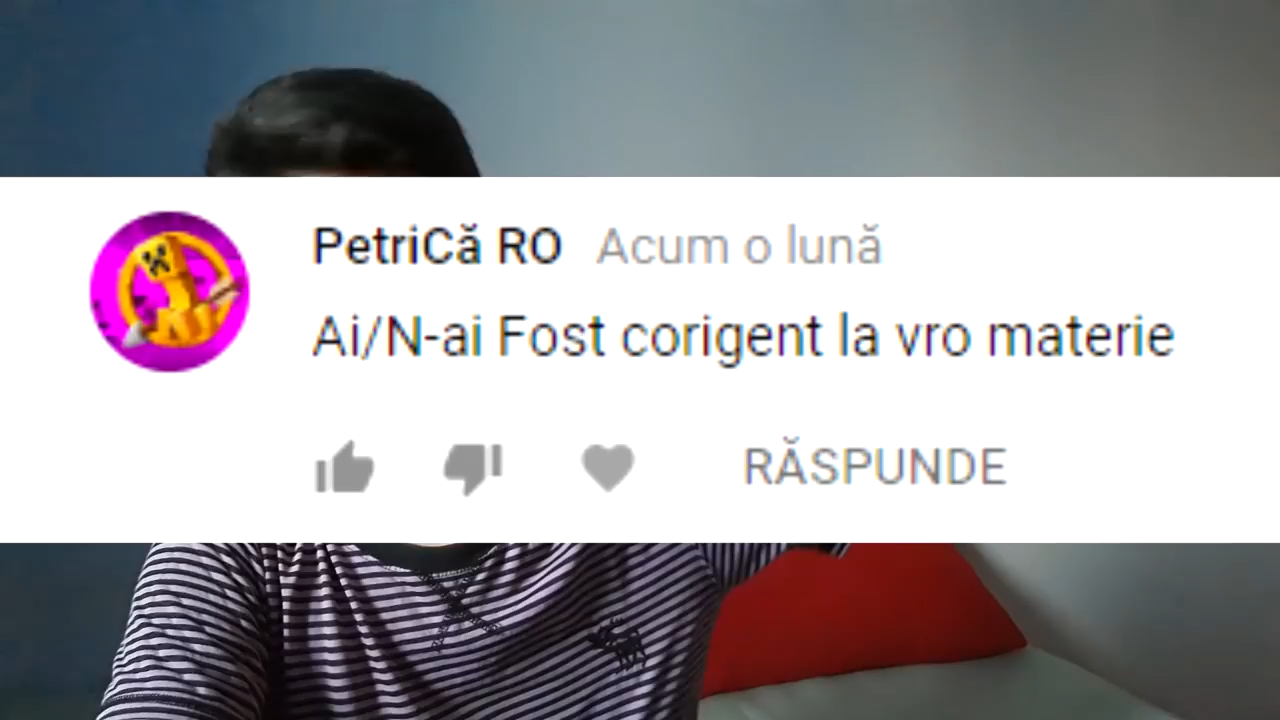 PetriCă RO Acum o lună
Ai/N-ai Fost corigent la vro materie
RĂSPUNDE